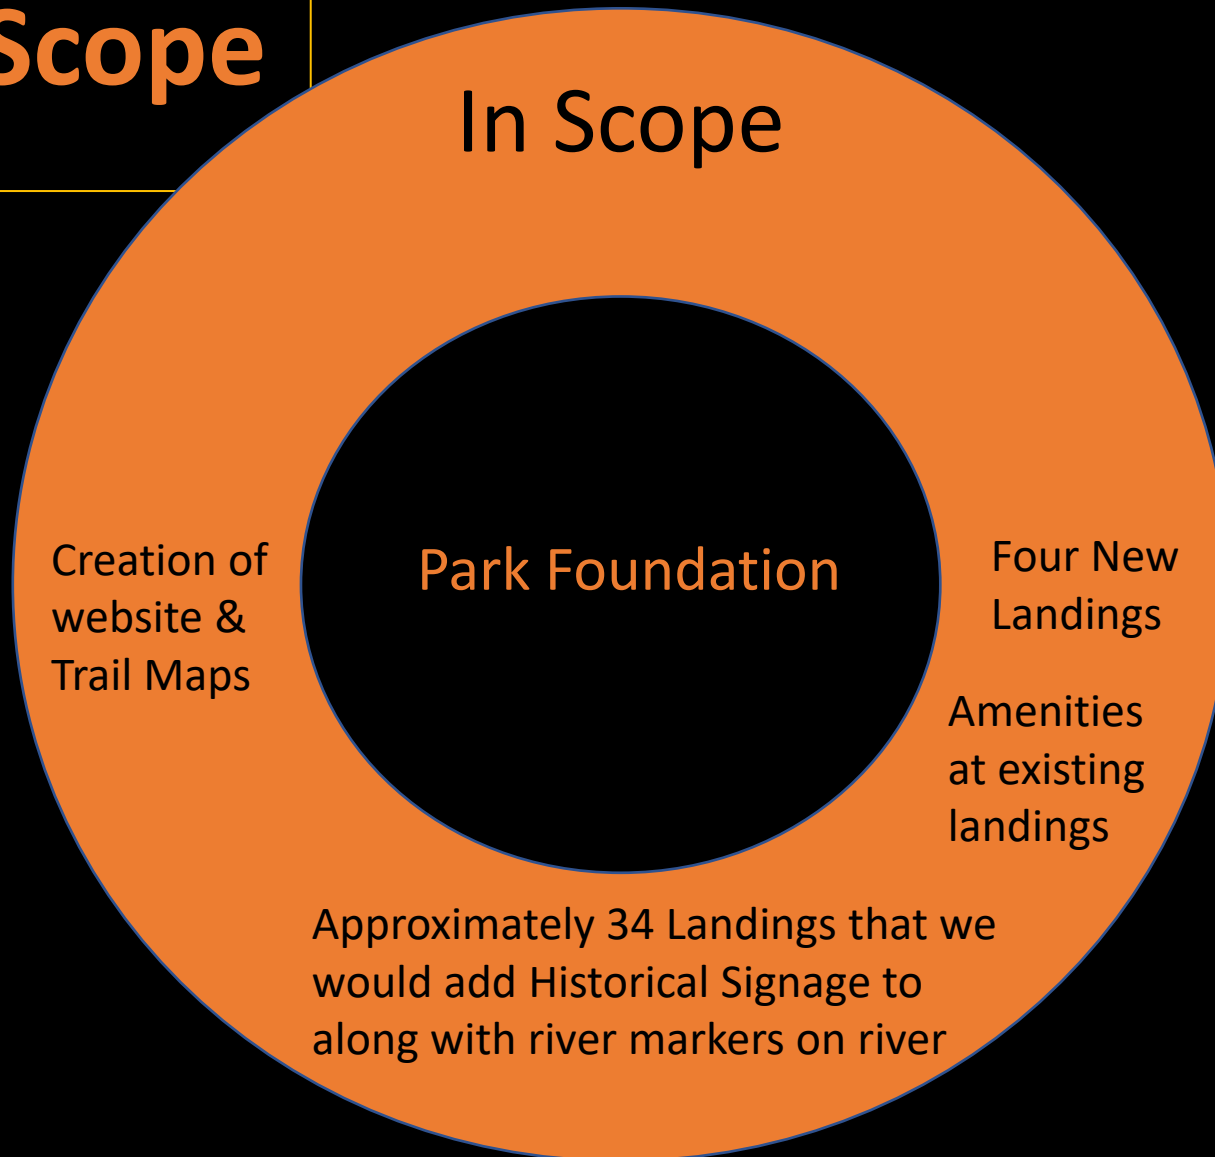 Scope
In Scope
Creation of
website &
Trail Maps
Park Foundation
Four New
Landings
Amenities
at existing
landings
Approximately 34 Landings that we
would add Historical Signage to
along with river markers on river